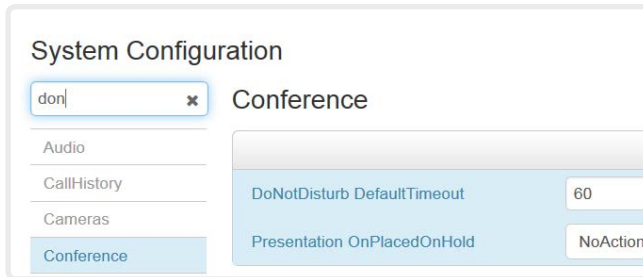 System Configuration
don
Conference
Audio
CallHistory
Cameras
Conference
DoNotDisturb DefaultTimeout
60
Presentation OnPlacedOnHold
NoAction